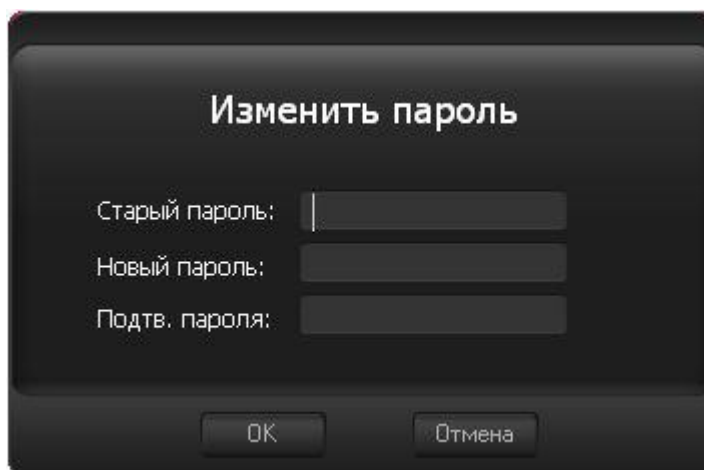 Изменить пароль
Старый пароль:
Новый пароль:
Подтв. пароля:
OK Отмена